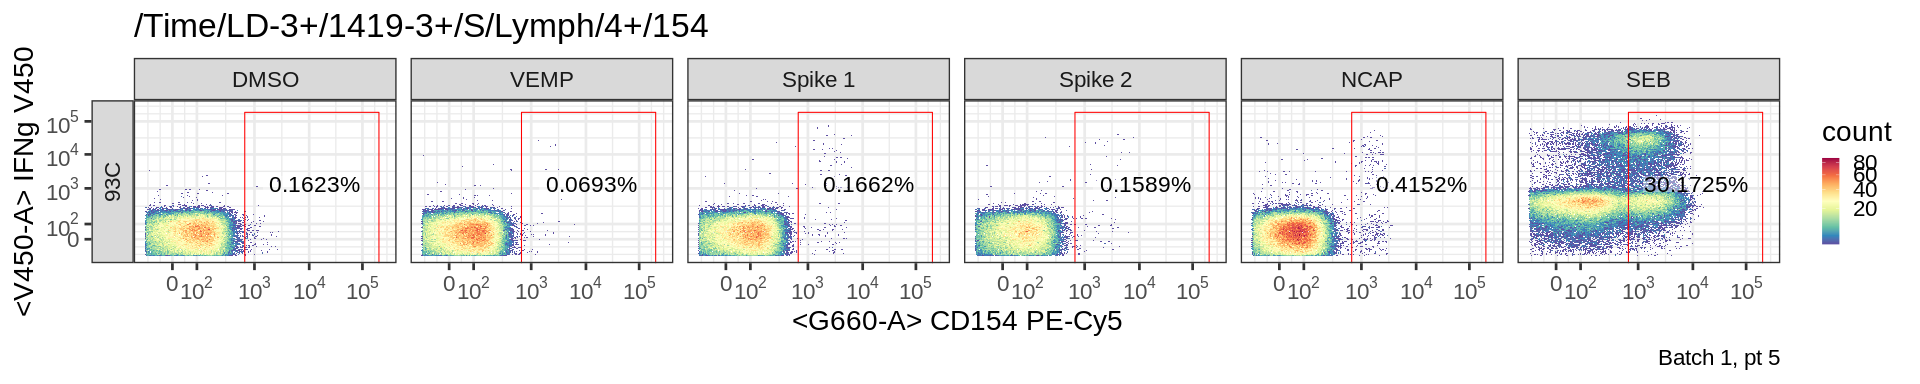 /Time/LD-3+/1419-3+/S/Lymph/4+/154
DMSO VEMP Spike 1 Spike 2 NCAP SEB
<V450-A> IFNg V450
93C
10^5
10^4
10^3
10^2
0
0.1623% 0.0693% 0.1662% 0.1589% 0.4152% 30.1725%
0 10^2 10^3 10^4 10^5 0 10^2 10^3 10^4 10^5 0 10^2 10^3 10^4 10^5 0 10^2 10^3 10^4 10^5 0 10^2 10^3 10^4 10^5 0 10^2 10^3 10^4 10^5
<G660-A> CD154 PE-Cy5
count
80
60
40
20
Batch 1, pt 5